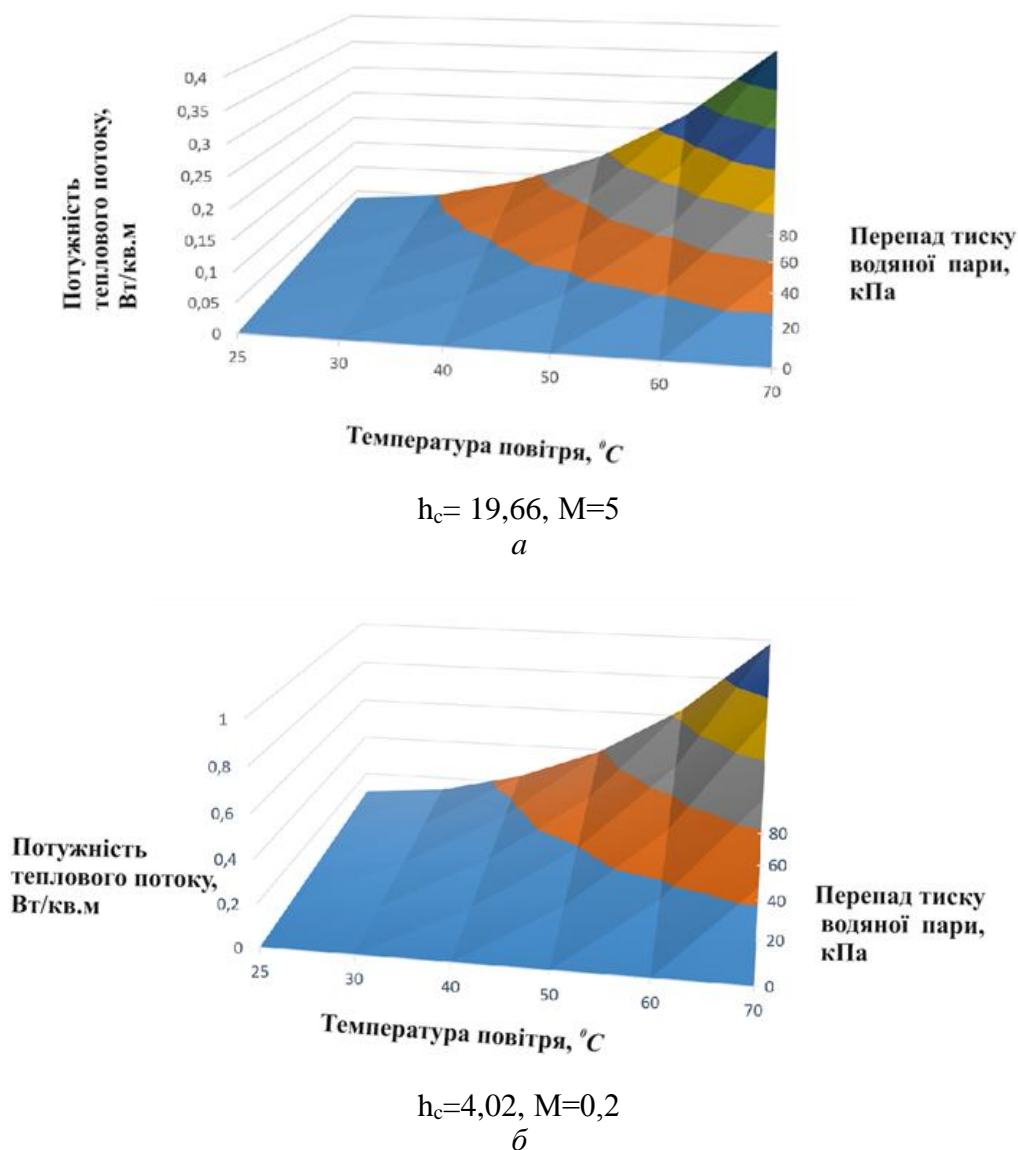 0,4
0,35
0,3
0,25
0,2
0,15
0,1
0,05
0
Потужність
теплового потоку,
Вт/кв.м
25
30
40
50
60
70
80
60
40
20
0
Перепад тиску
водяної пари,
кПа
Температура повітря, ⁰C
hc= 19,66, M=5
а
1
0,8
0,6
0,4
0,2
0
Потужність
теплового потоку,
Вт/кв.м
25
30
40
50
60
70
80
60
40
20
0
Перепад тиску
водяної пари,
кПа
Температура повітря, ⁰C
hc=4,02, M=0,2
б